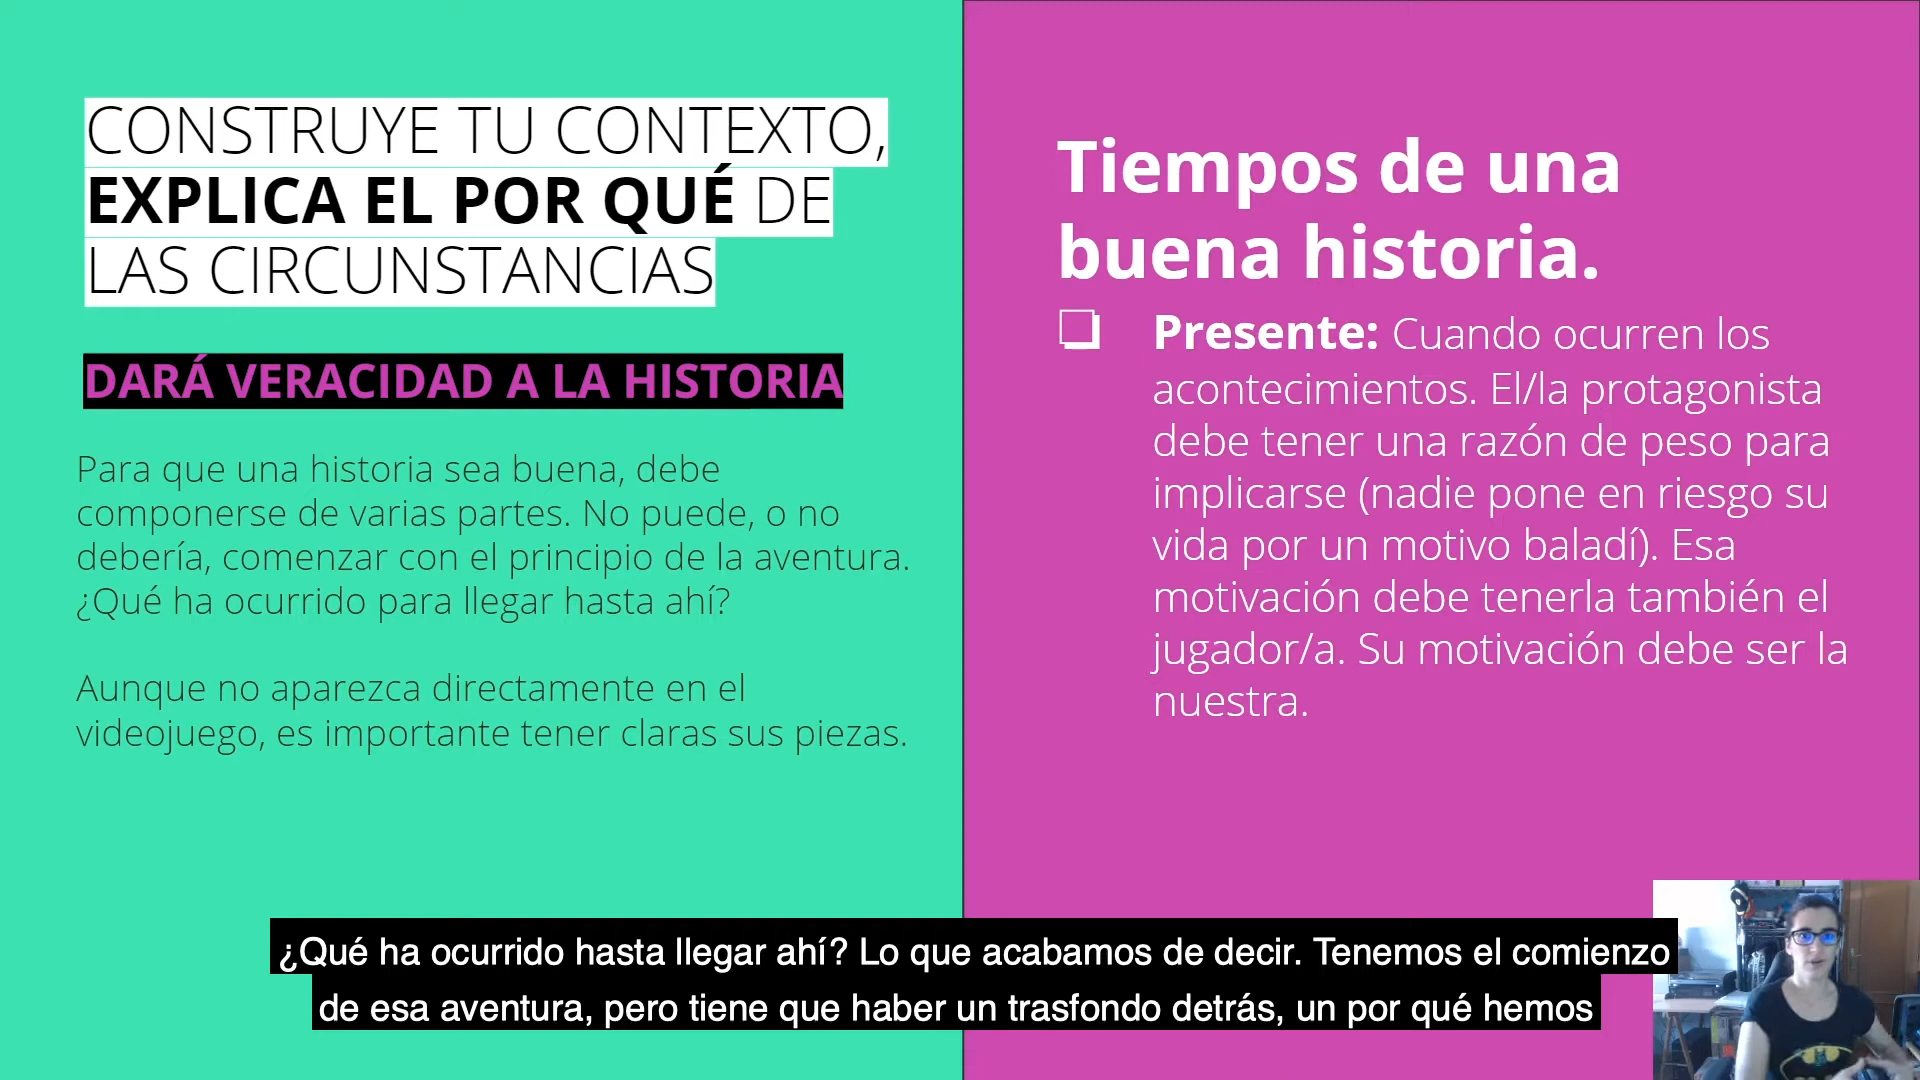 CONSTRUYE TU CONTEXTO,
EXPLICA EL POR QUÉ DE
LAS CIRCUNSTANCIAS
DARÁ VERACIDAD A LA HISTORIA
Para que una historia sea buena, debe
componerse de varias partes. No puede, o no
debería, comenzar con el principio de la aventura.
¿Qué ha ocurrido para llegar hasta ahí?
Aunque no aparezca directamente en el
videojuego, es importante tener claras sus piezas.
Tiempos de una
buena historia.
❏ Presente: Cuando ocurren los
acontecimientos. El/la protagonista
debe tener una razón de peso para
implicarse (nadie pone en riesgo su
vida por un motivo baladí). Esa
motivación debe tenerla también el
jugador/a. Su motivación debe ser la
nuestra.
¿Qué ha ocurrido hasta llegar ahí? Lo que acabamos de decir. Tenemos el comienzo
de esa aventura, pero tiene que haber un trasfondo detrás, un por qué hemos